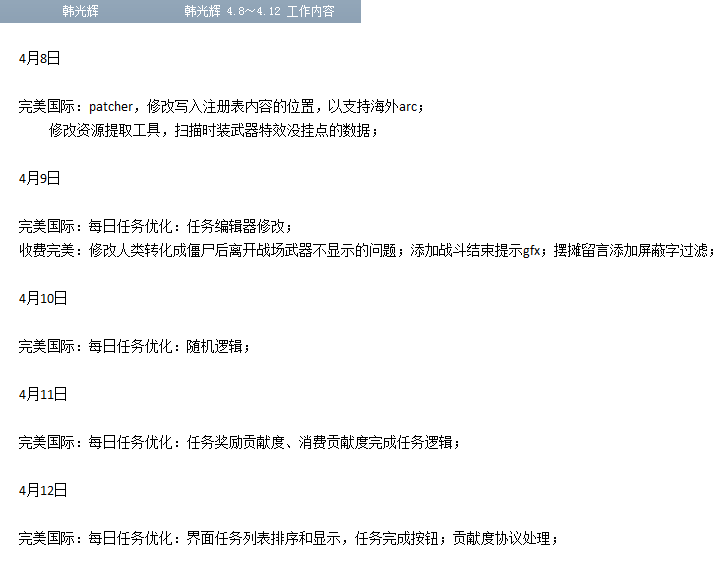 韩光辉 韩光辉 4.8~4.12 工作内容
4月8日
完美国际：patcher，修改写入注册表内容的位置，以支持海外arc；
修改资源提取工具，扫描时装武器特效没挂点的数据；
4月9日
完美国际：每日任务优化：任务编辑器修改；
收费完美：修改人类转化成僵尸后离开战场武器不显示的问题；添加战斗结束提示gfx；摆摊留言添加屏蔽字过滤；
4月10日
完美国际：每日任务优化：随机逻辑；
4月11日
完美国际：每日任务优化：任务奖励贡献度、消费贡献度完成任务逻辑；
4月12日
完美国际：每日任务优化：界面任务列表排序和显示，任务完成按钮；贡献度协议处理；